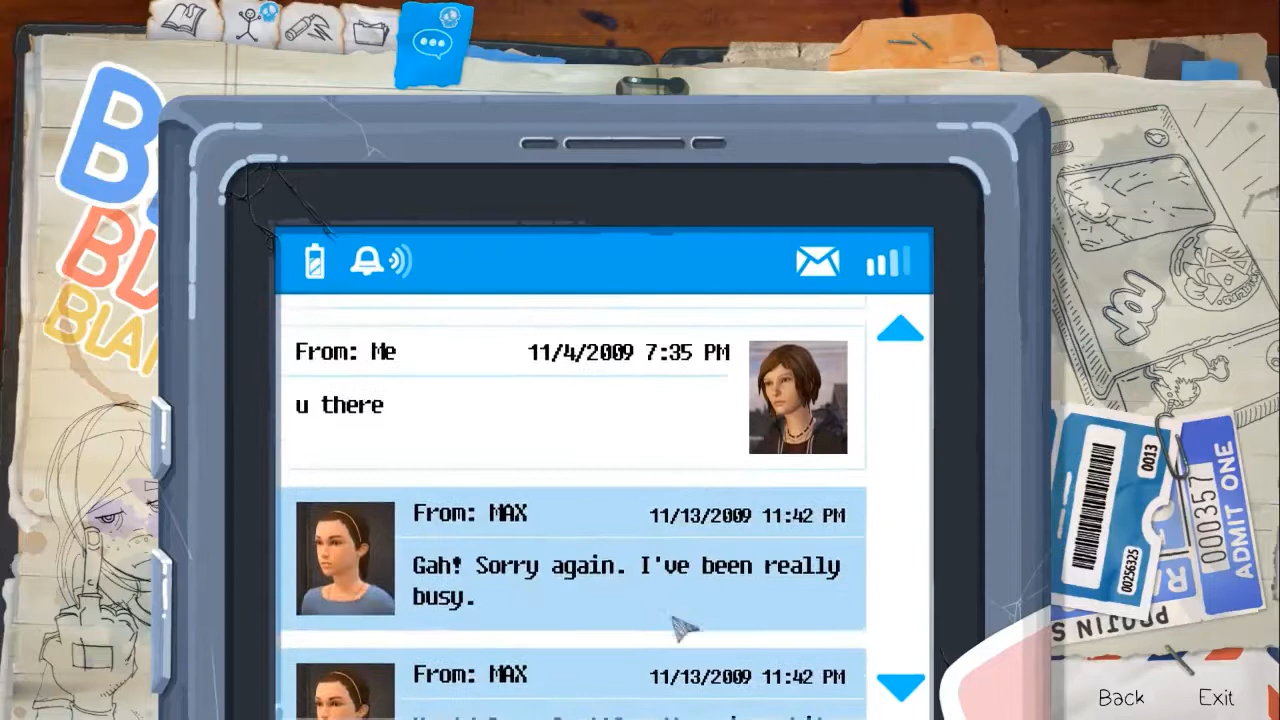 From: Me 11/4/2009 7:35 PM
u there
From: MAX 11/13/2009 11:42 PM
Gah! Sorry again. I've been really
busy.
From: MAX 11/13/2009 11:42 PM
0013
00256325
000357
ADMIT ONE
Back Exit